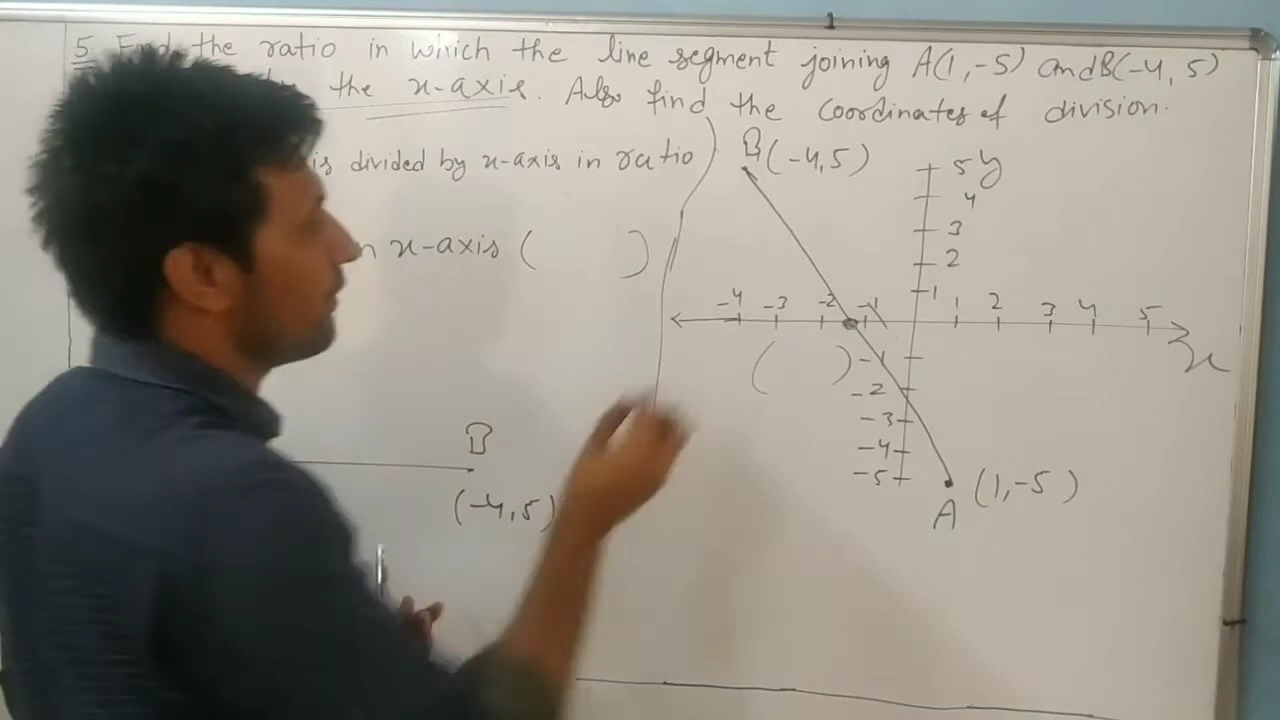 5 Find the ratio in which the line segment joining A(1,-5) and B(-4,5)
the x-axis. Also find the coordinates of division.
is divided by x-axis in ratio
x-axis ( )
B
(-4,5)
B(-4,5)
5 y
4
3
2
1
-4 -3 -2 -1 1 2 3 4 5
x
( )
-1
-2
-3
-4
-5
(1,-5)
A